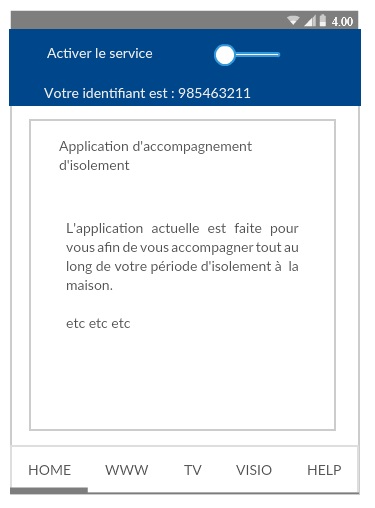 4.00
Activer le service
Votre identifiant est : 985463211
Application d'accompagnement
d'isolement
L'application actuelle est faite pour
vous afin de vous accompagner tout au
long de votre période d'isolement à la
maison.
etc etc etc
HOME WWW TV VISIO HELP